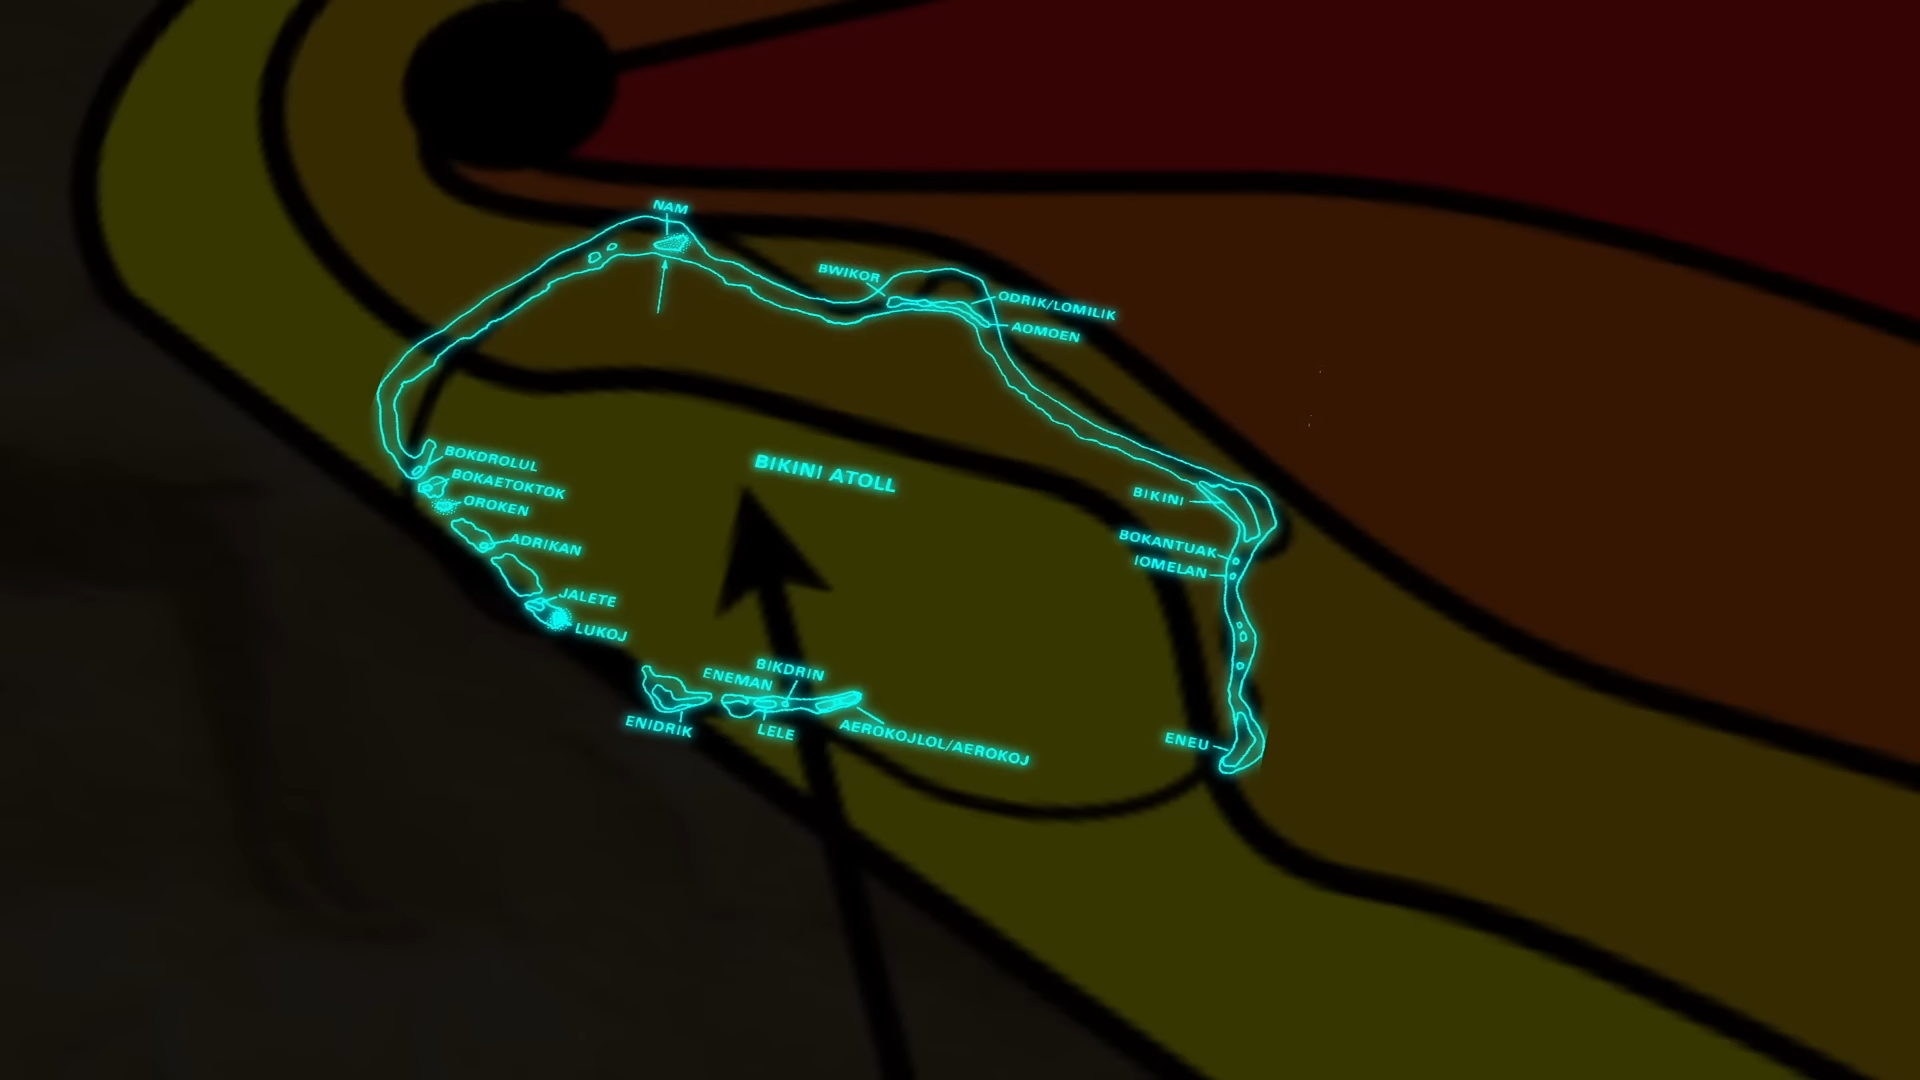 NAM
BWIKOR
ODRIK/LOMILIK
AOMOEN
BOKDROLUL
BOKAETOKTOK
OROKEN
ADRIKAN
JALETE
LUKOJ
BIKINI ATOLL
BIKINI
BOKANTUAK
IOMELAN
BIKDRIN
ENEMAN
ENIDRIK
LELE
AEROKOJLOL/AEROKOJ
ENEU